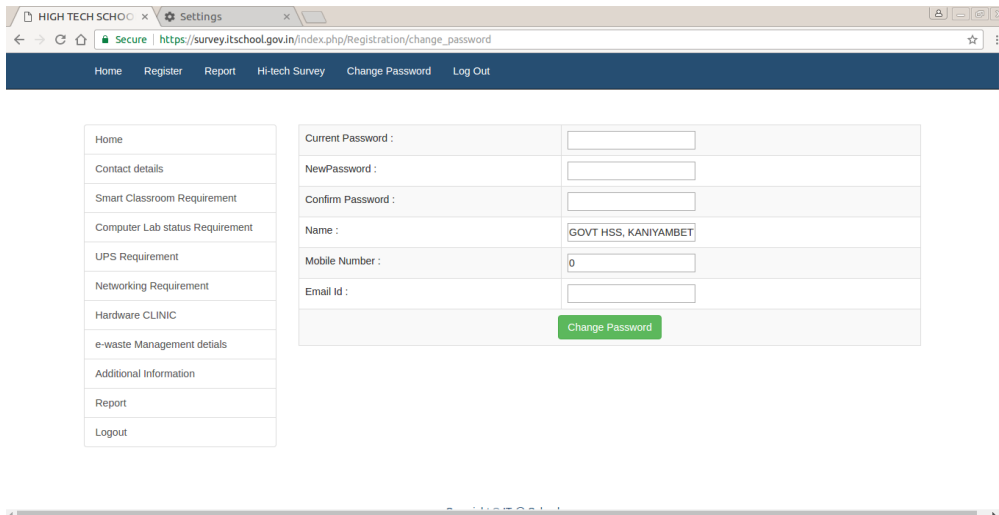 HIGH TECH SCHOO
Settings
Secure
https://survey.itschool.gov.in/index.php/Registration/change_password
Home Register Report Hi-tech Survey Change Password Log Out
Home
Contact details
Smart Classroom Requirement
Computer Lab status Requirement
UPS Requirement
Networking Requirement
Hardware CLINIC
e-waste Management detials
Additional Information
Report
Logout
Current Password :
NewPassword :
Confirm Password :
Name : GOVT HSS, KANIYAMBET
Mobile Number : 0
Email Id :
Change Password